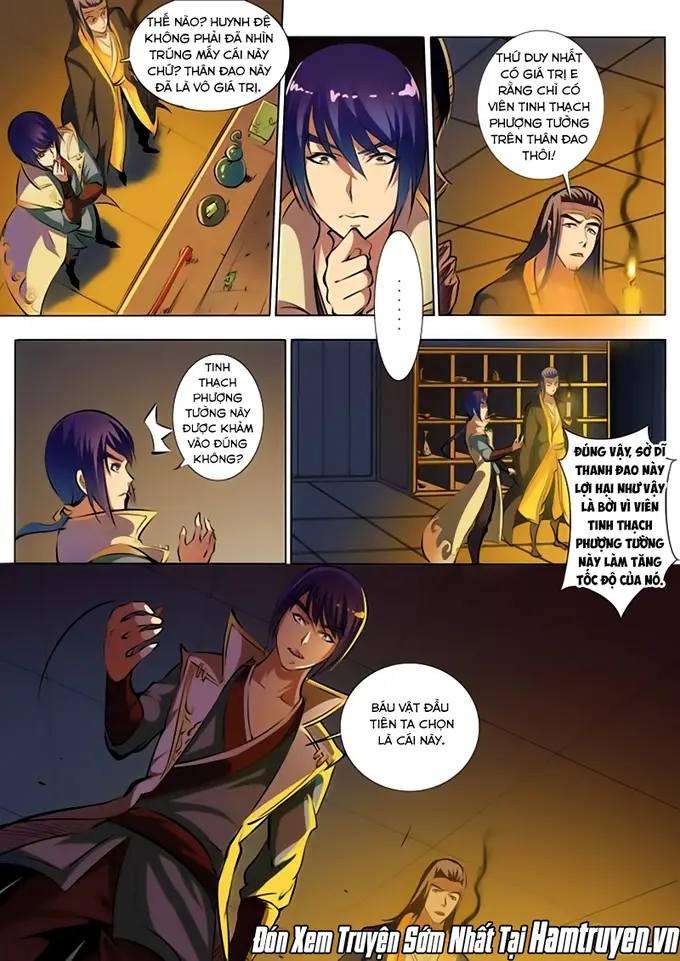 THẾ NÀO? HUYNH ĐỆ
KHÔNG PHẢI ĐÃ NHÌN
TRÚNG MẤY CÁI NÀY
CHỨ? THÂN ĐAO NÀY
ĐÃ LÀ VÔ GIÁ TRỊ.
THỨ DUY NHẤT
CÓ GIÁ TRỊ E
RẰNG CHỈ CÓ
VIÊN TINH THẠCH
PHƯỢNG TƯỜNG
TRÊN THÂN ĐAO
THÔI!
......
TINH
THẠCH
PHƯỢNG
TƯỜNG NÀY
ĐƯỢC KHẢM
VÀO ĐÚNG
KHÔNG?
ĐÚNG VẬY, SỞ DĨ
THANH ĐAO NÀY
LỢI HẠI NHƯ VẬY
LÀ BỞI VÌ VIÊN
TINH THẠCH
PHƯỢNG TƯỜNG
NÀY LÀM TĂNG
TỐC ĐỘ CỦA NÓ.
BÁU VẬT ĐẦU
TIÊN TA CHỌN
LÀ CÁI NÀY.
Đón Xem Truyện Sớm Nhất Tại Hamtruyen.vn